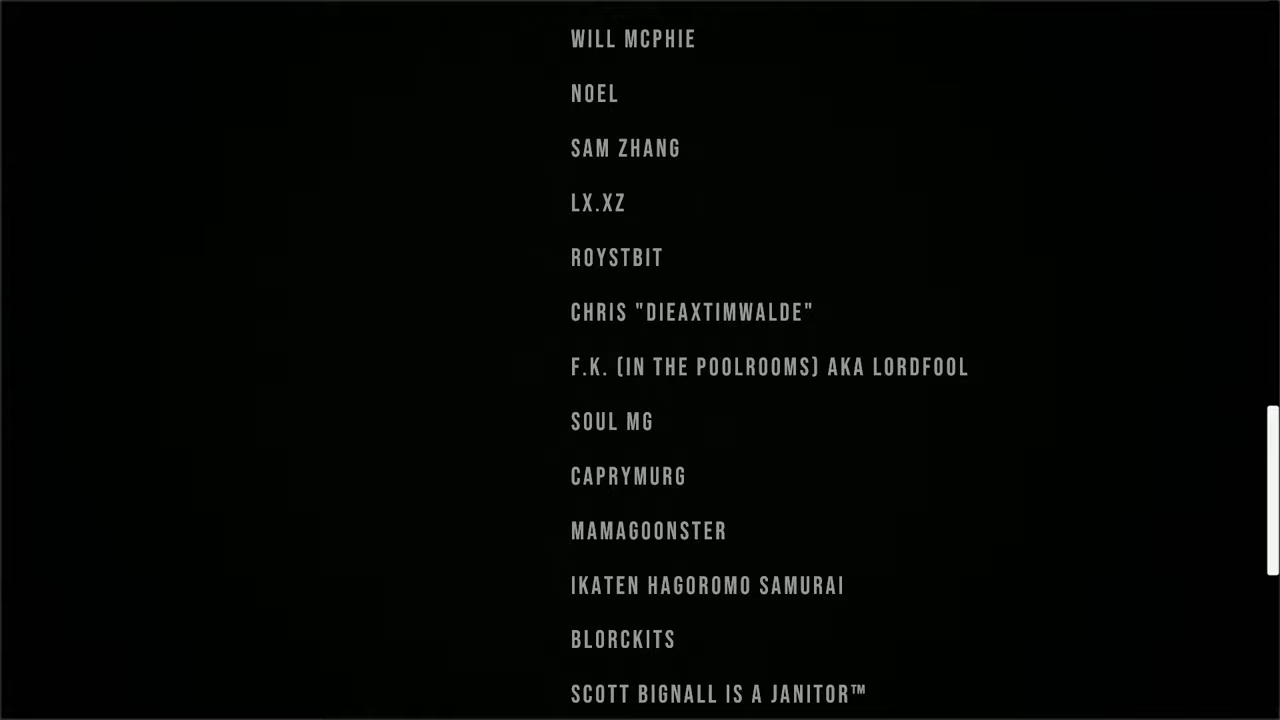 WILL MCPHIE
NOEL
SAM ZHANG
LX.XZ
ROYSTBIT
CHRIS "DIEAXTIMWALDE"
F.K. (IN THE POOLROOMS) AKA LORDFOOL
SOUL MG
CAPRYMURG
MAMAGOONSTER
IKATEN HAGOROMO SAMURAI
BLORCKITS
SCOTT BIGNALL IS A JANITOR™